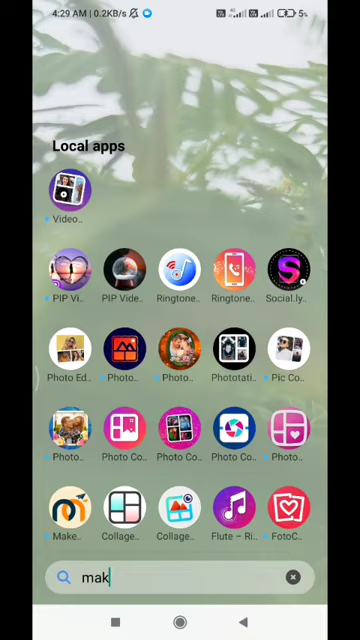 4:29 AM | 0.2KB/s
5%
Local apps
Video..
PIP Vi..
PIP Vide..
Ringtone..
Ringtone..
Social.ly..
Photo Ed..
Photo..
Photo..
Phototati..
Pic Co..
Photo..
Photo Co..
Photo Co..
Photo Co..
Photo..
Make..
Collage..
Collage..
Flute – Ri..
FotoC..
mak